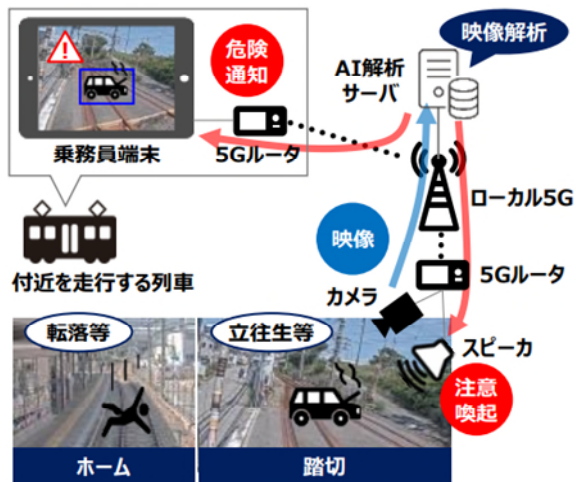 危険
通知
映像解析
AI解析
サーバ
乗務員端末
5Gルータ
ローカル5G
映像
5Gルータ
付近を走行する列車
カメラ
スピーカ
転落等
立往生等
注意
喚起
ホーム
踏切